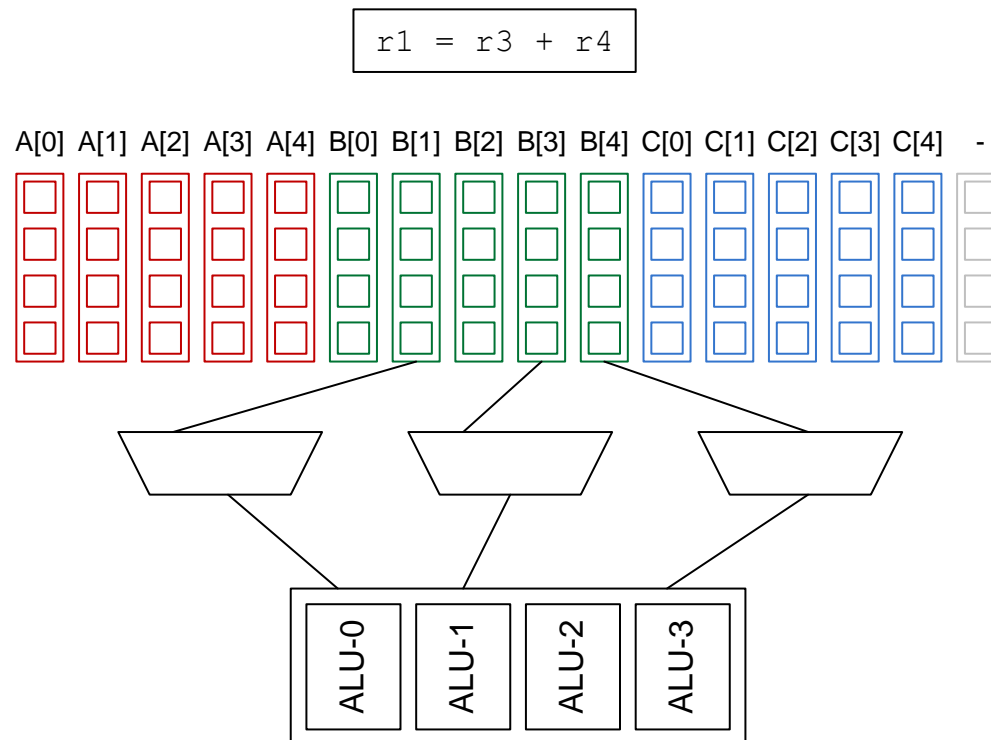 r1 = r3 + r4
A[0] A[1] A[2] A[3] A[4] B[0] B[1] B[2] B[3] B[4] C[0] C[1] C[2] C[3] C[4] -
ALU-0 ALU-1 ALU-2 ALU-3